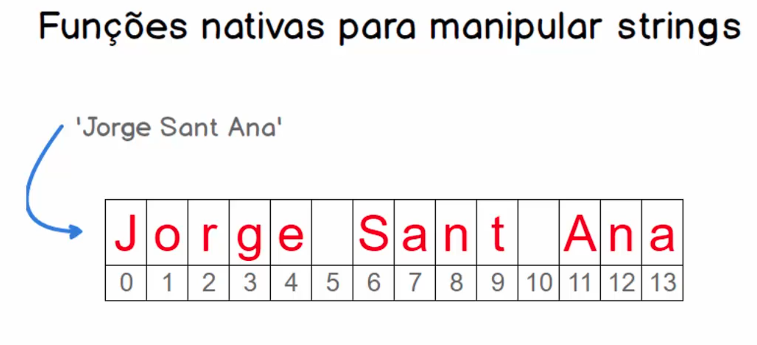 Funções nativas para manipular strings
'Jorge Sant Ana'
J o r g e   S a n t   A n a
0 1 2 3 4 5 6 7 8 9 10 11 12 13